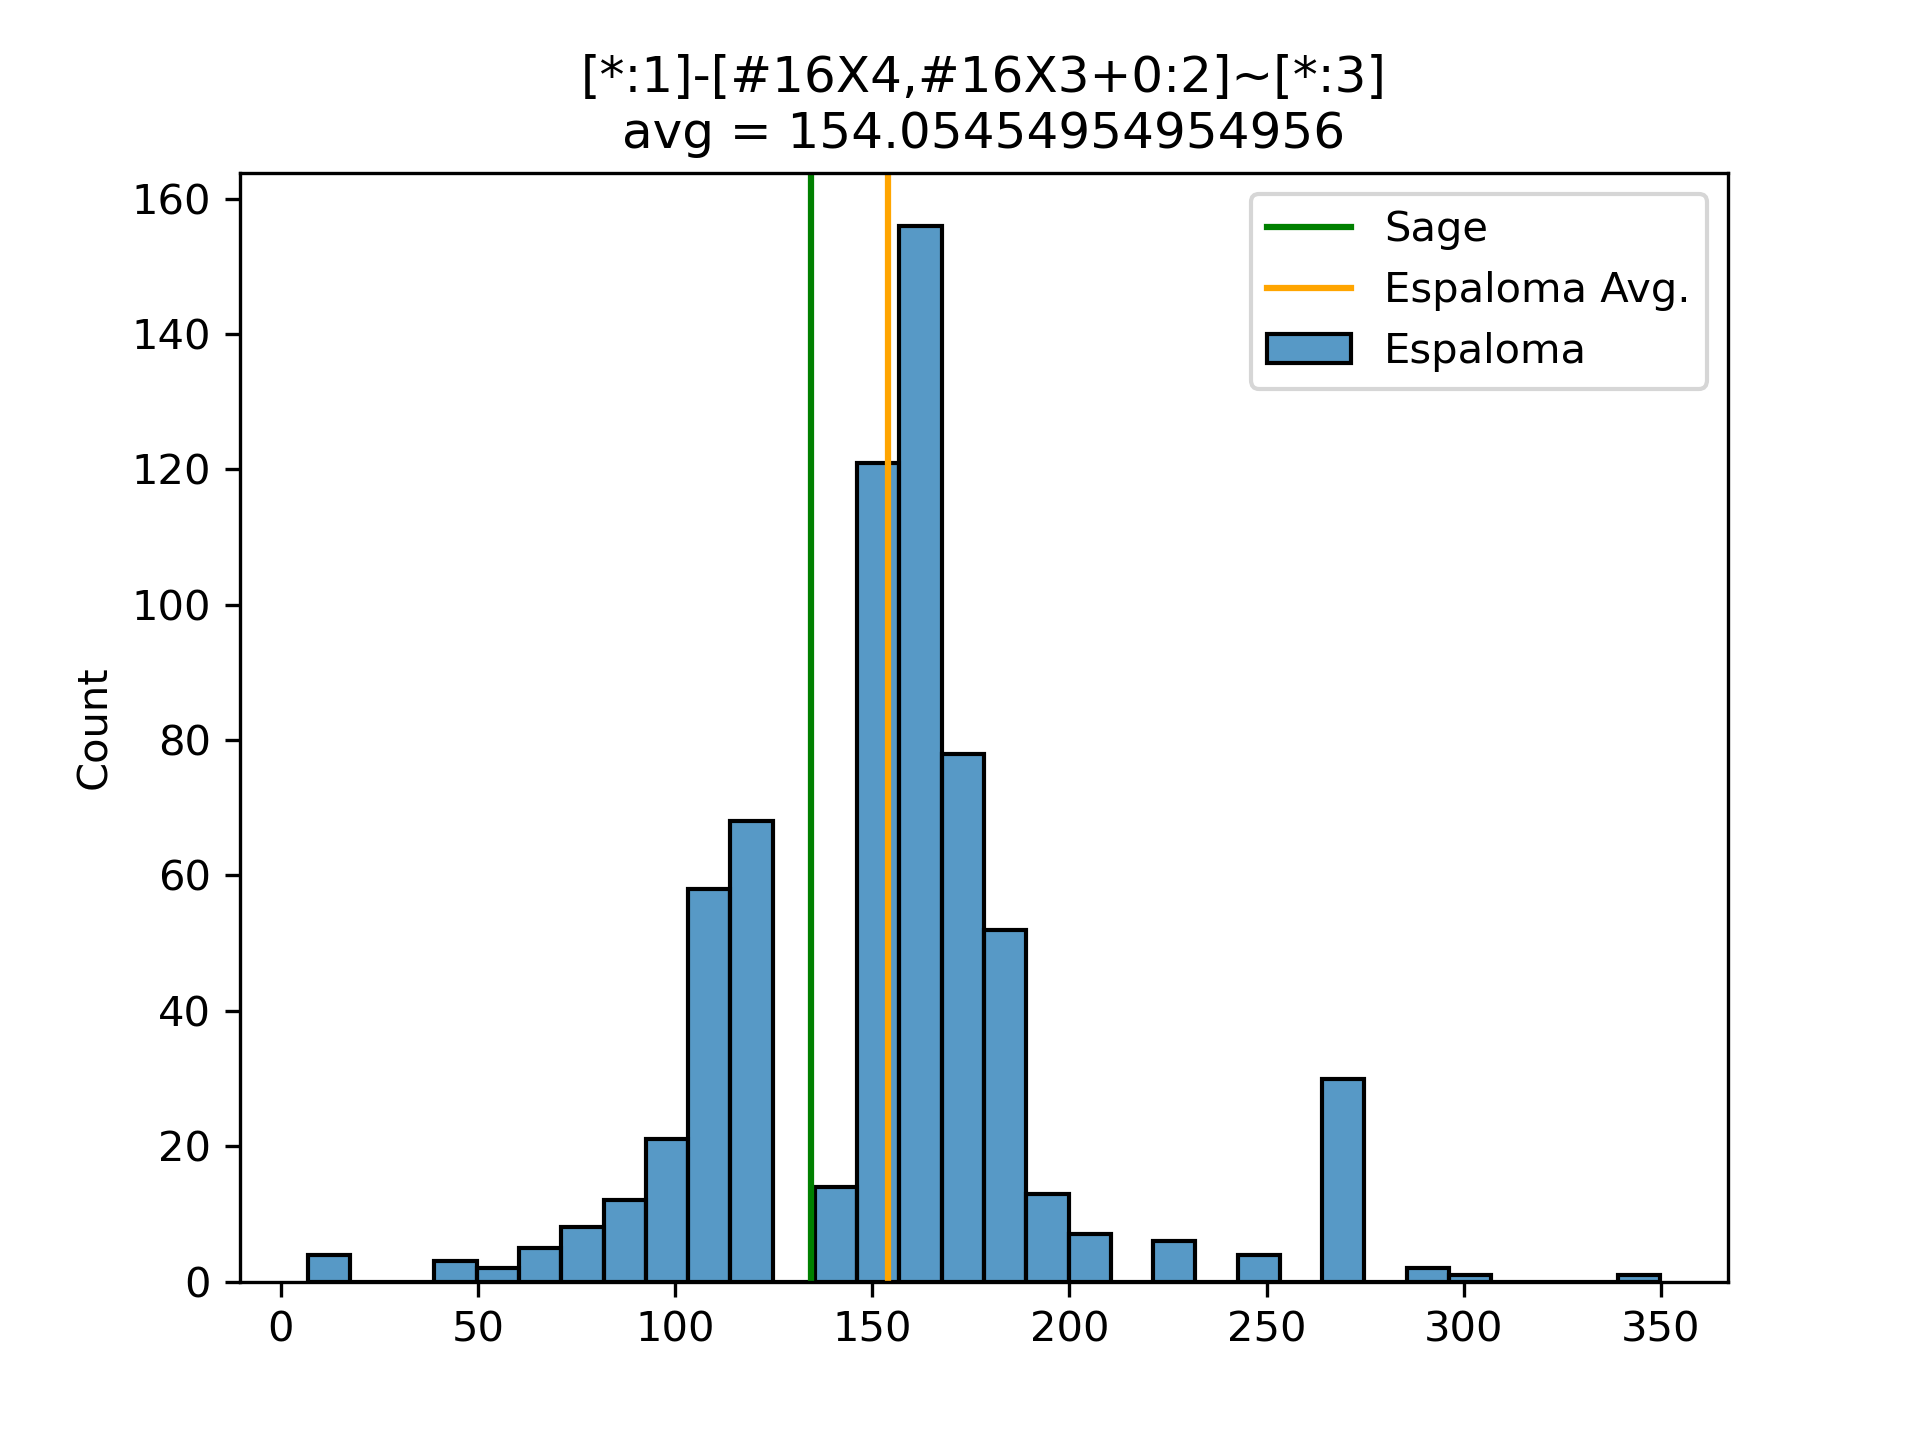 [*:1]-[#16X4,#16X3+0:2]~[*:3]
avg = 154.05454954954956
Sage
Espaloma Avg.
Espaloma
Count
160
140
120
100
80
60
40
20
0
0 50 100 150 200 250 300 350